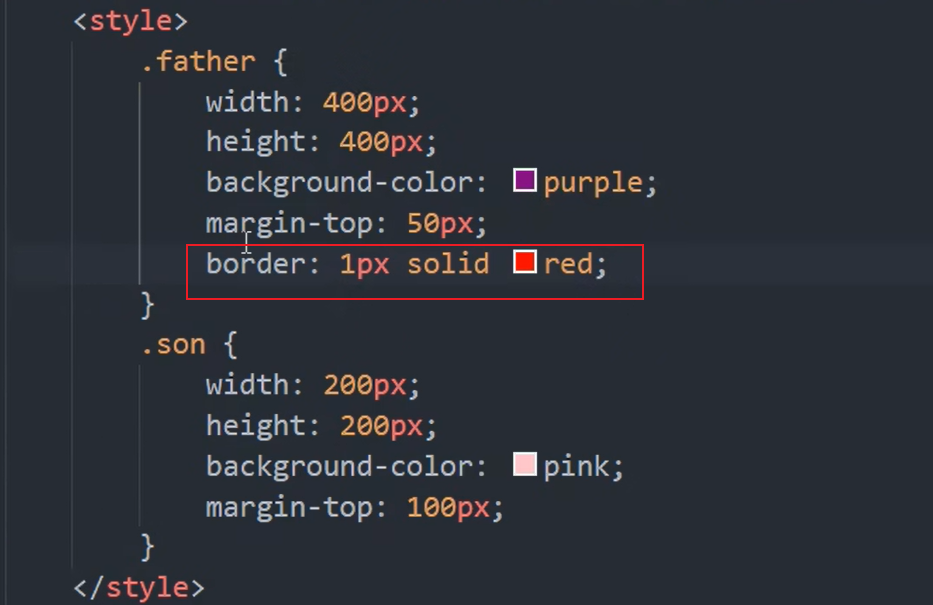 <style>
.father {
width: 400px;
height: 400px;
background-color: purple;
margin-top: 50px;
border: 1px solid red;
}
.son {
width: 200px;
height: 200px;
background-color: pink;
margin-top: 100px;
}
</style>